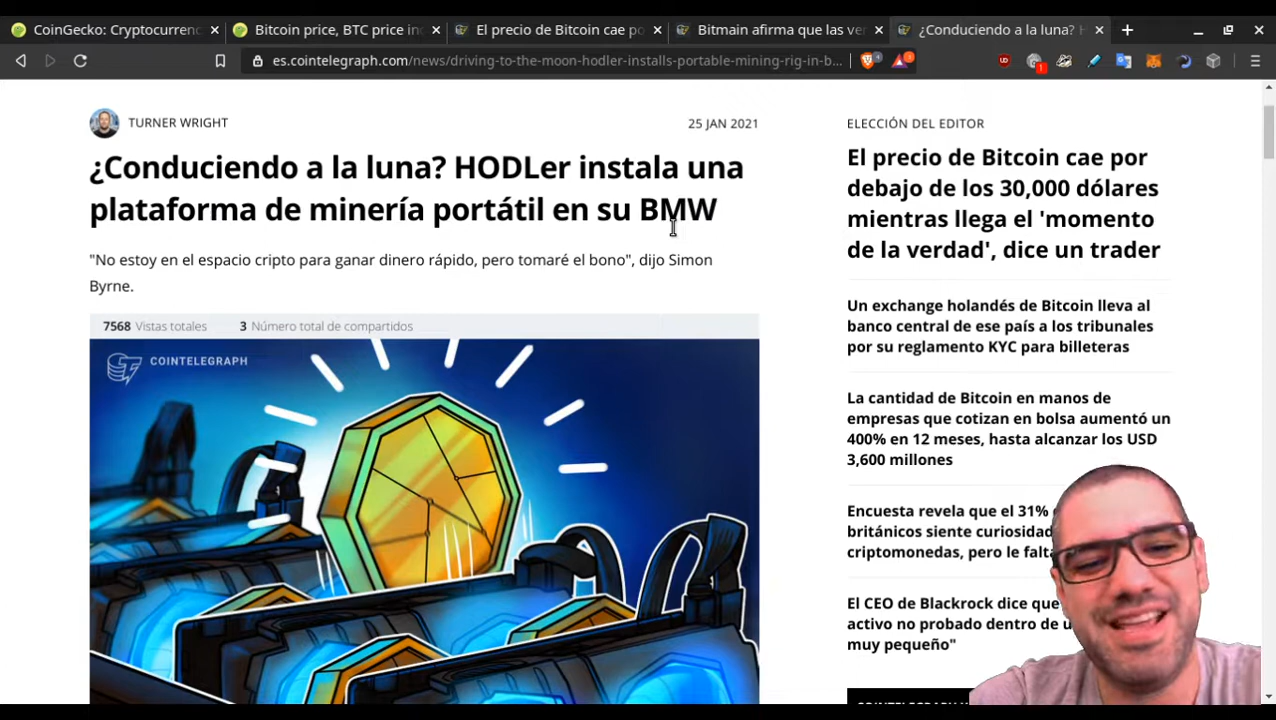 CoinGecko: Cryptocurrenc
Bitcoin price, BTC price in
El precio de Bitcoin cae po
Bitmain afirma que las ve
¿Conduciendo a la luna? H
es.cointelegraph.com/news/driving-to-the-moon-hodler-installs-portable-mining-rig-in-b...
TURNER WRIGHT
25 JAN 2021
¿Conduciendo a la luna? HODLer instala una
plataforma de minería portátil en su BMW
"No estoy en el espacio cripto para ganar dinero rápido, pero tomaré el bono", dijo Simon
Byrne.
7568 Vistas totales
3 Número total de compartidos
COINTELEGRAPH
ELECCIÓN DEL EDITOR
El precio de Bitcoin cae por
debajo de los 30,000 dólares
mientras llega el 'momento
de la verdad', dice un trader
Un exchange holandés de Bitcoin lleva al
banco central de ese país a los tribunales
por su reglamento KYC para billeteras
La cantidad de Bitcoin en manos de
empresas que cotizan en bolsa aumentó un
400% en 12 meses, hasta alcanzar los USD
3,600 millones
Encuesta revela que el 31%
británicos siente curiosidad
criptomonedas, pero le falta
El CEO de Blackrock dice que
activo no probado dentro de u
muy pequeño"